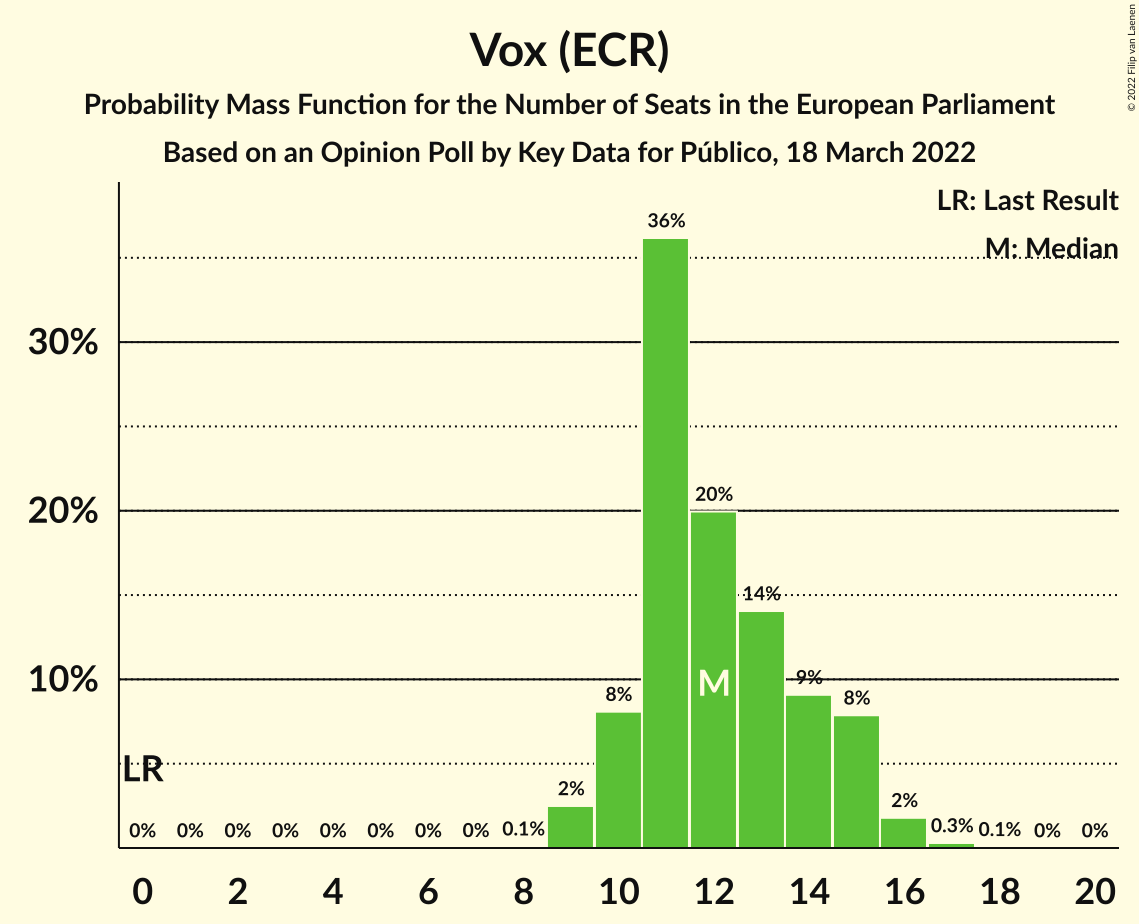 Vox (ECR)
Probability Mass Function for the Number of Seats in the European Parliament
Based on an Opinion Poll by Key Data for Público, 18 March 2022
© 2022 Filip van Laenen
LR: Last Result
M: Median
36%
30%
20%
20%
14%
10%
M
9%
8%
8%
LR
2%
2%
0% 0% 0% 0% 0% 0% 0% 0% 0.1% 0.3% 0.1% 0% 0%
0 2 4 6 8 10 12 14 16 18 20